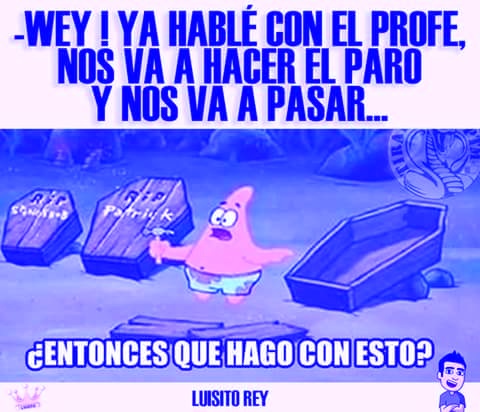 -WEY ! YA HABLÉ CON EL PROFE,
NOS VA A HACER EL PARO
Y NOS VA A PASAR...
R I P
R I P
Patrick
¿ENTONCES QUE HAGO CON ESTO?
LUISITO REY